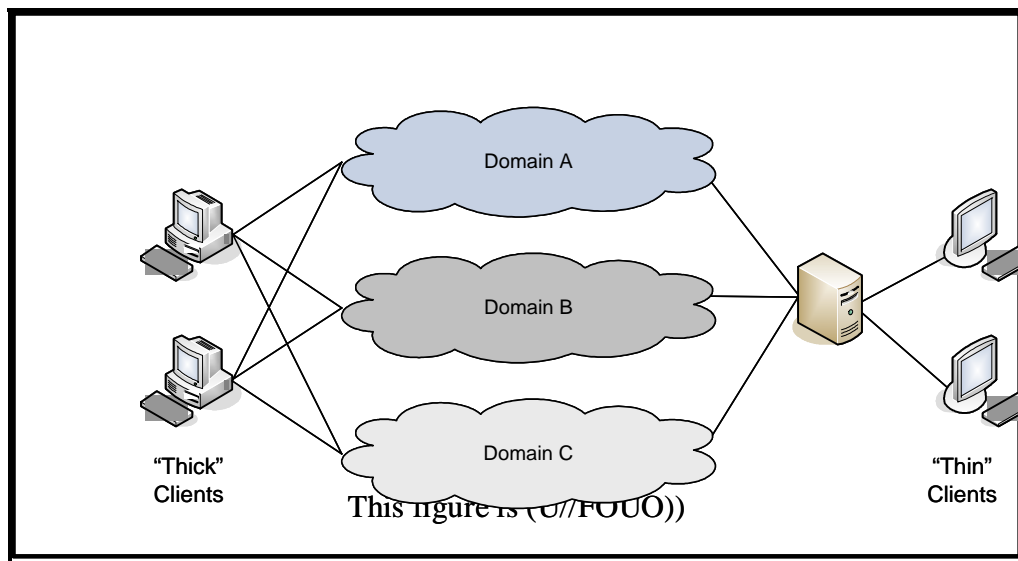 Domain A
Domain B
Domain C
“Thick”
Clients
“Thin”
Clients
This figure is (U//FOUO))